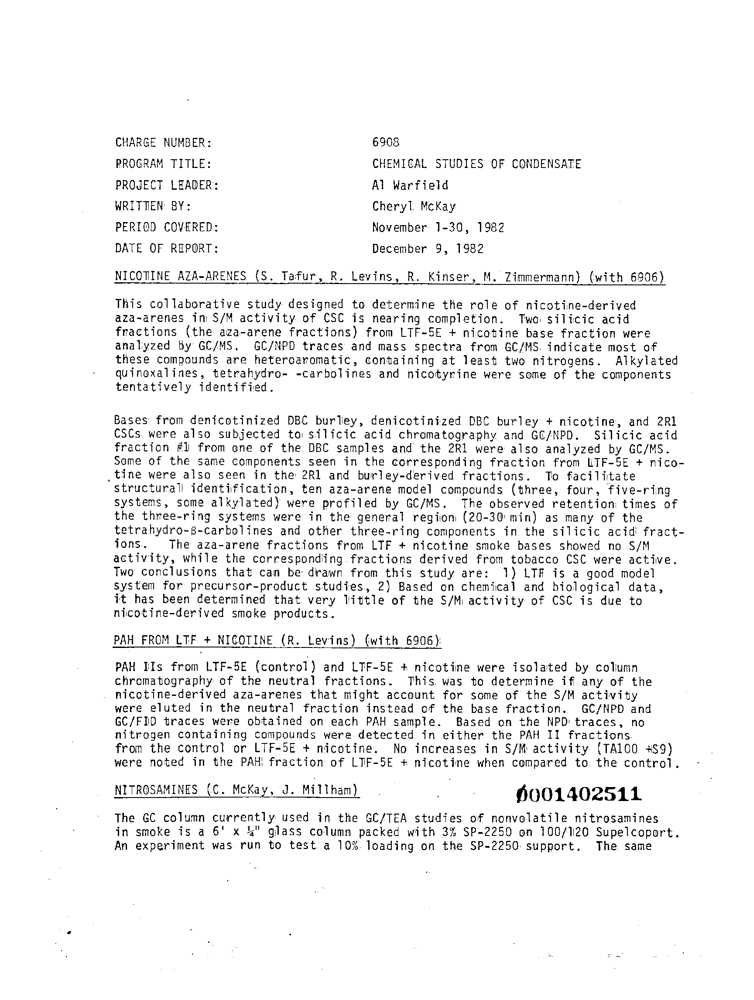 CHARGE NUMBER: 6908
PROGRAM TITLE: CHEMICAL STUDIES OF CONDENSATE
PROJECT LEADER: Al Warfield
WRITTEN BY: Cheryl McKay
PERIOD COVERED: November 1-30, 1982
DATE OF REPORT: December 9, 1982
NICOTINE AZA-ARENES (S. Tafur, R. Levins, R. Kinser, M. Zimmermann) (with 6906)
This collaborative study designed to determine the role of nicotine-derived
aza-arenes in S/M activity of CSC is nearing completion. Two silicic acid
fractions (the aza-arene fractions) from LTF-5E + nicotine base fraction were
analyzed by GC/MS. GC/NPD traces and mass spectra from GC/MS indicate most of
these compounds are heteroaromatic, containing at least two nitrogens. Alkylated
quinoxalines, tetrahydro- -carbolines and nicotyrine were some of the components
tentatively identified.
Bases from denicotinized DBC burley, denicotinized DBC burley + nicotine, and 2R1
CSCs were also subjected to silicic acid chromatography and GC/NPD. Silicic acid
fraction #1 from one of the DBC samples and the 2R1 were also analyzed by GC/MS.
Some of the same components seen in the corresponding fraction from LTF-5E + nico-
tine were also seen in the 2R1 and burley-derived fractions. To facilitate
structural identification, ten aza-arene model compounds (three, four, five-ring
systems, some alkylated) were profiled by GC/MS. The observed retention times of
the three-ring systems were in the general region (20-30 min) as many of the
tetrahydro-β-carbolines and other three-ring components in the silicic acid fract-
ions. The aza-arene fractions from LTF + nicotine smoke bases showed no S/M
activity, while the corresponding fractions derived from tobacco CSC were active.
Two conclusions that can be drawn from this study are: 1) LTF is a good model
system for precursor-product studies, 2) Based on chemical and biological data,
it has been determined that very little of the S/M activity of CSC is due to
nicotine-derived smoke products.
PAH FROM LTF + NICOTINE (R. Levins) (with 6906)
PAH IIs from LTF-5E (control) and LTF-5E + nicotine were isolated by column
chromatography of the neutral fractions. This was to determine if any of the
nicotine-derived aza-arenes that might account for some of the S/M activity
were eluted in the neutral fraction instead of the base fraction. GC/NPD and
GC/FID traces were obtained on each PAH sample. Based on the NPD traces, no
nitrogen containing compounds were detected in either the PAH II fractions
from the control or LTF-5E + nicotine. No increases in S/M activity (TA100 +S9)
were noted in the PAH fraction of LTF-5E + nicotine when compared to the control.
NITROSAMINES (C. McKay, J. Millham)
0001402511
The GC column currently used in the GC/TEA studies of nonvolatile nitrosamines
in smoke is a 6' x ¼" glass column packed with 3% SP-2250 on 100/120 Supelcoport.
An experiment was run to test a 10% loading on the SP-2250 support. The same